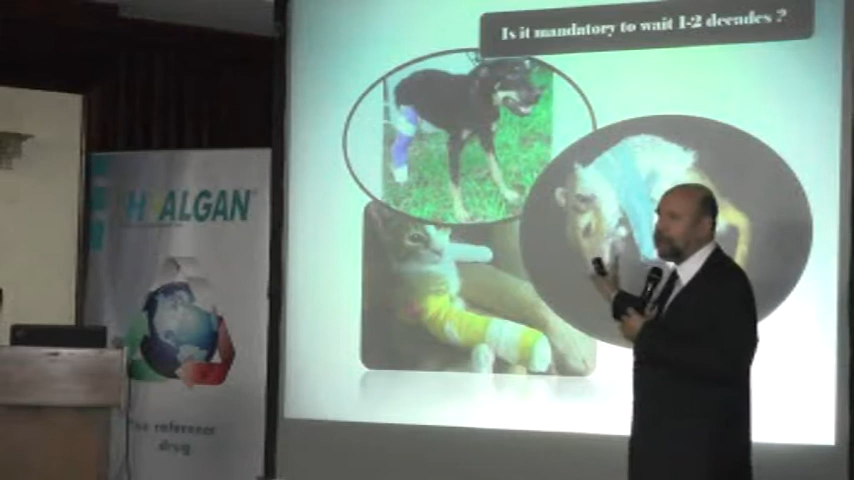 Is it mandatory to wait 1-2 decades ?
HYALGAN
The reference
drug